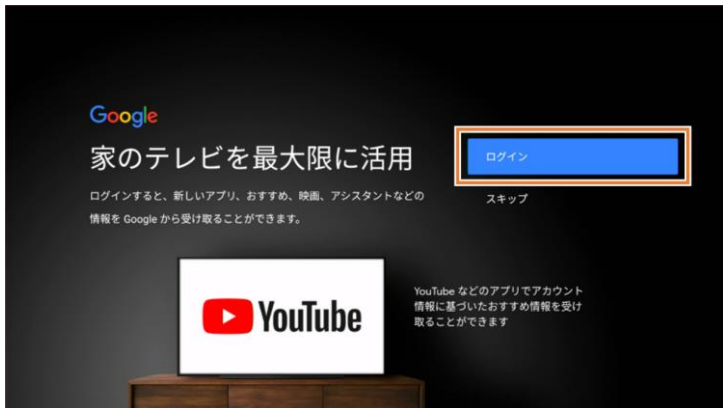 Google
家のテレビを最大限に活用
ログインすると、新しいアプリ、おすすめ、映画、アシスタントなどの
情報を Google から受け取ることができます。
ログイン
スキップ
YouTube
YouTube などのアプリでアカウント
情報に基づいたおすすめ情報を受け
取ることができます